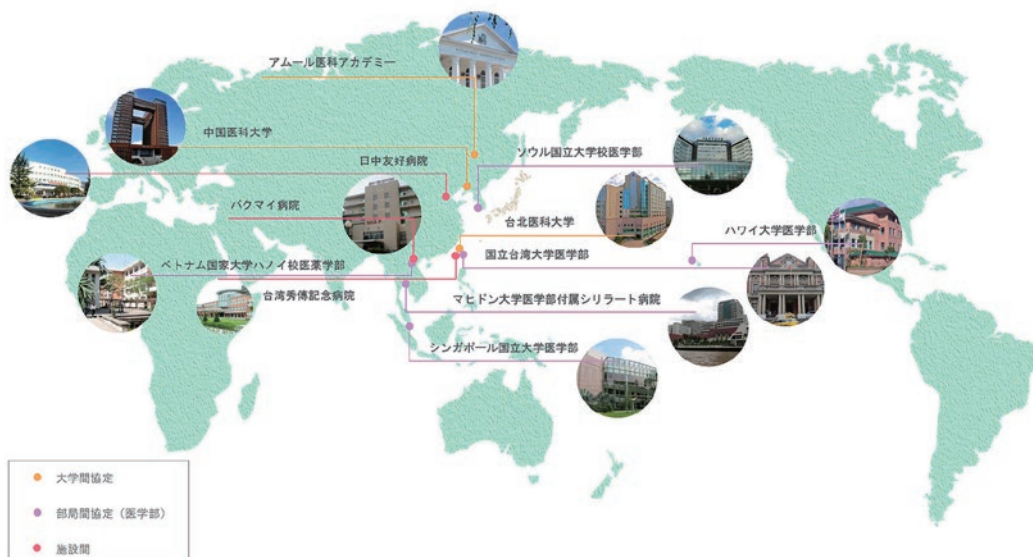 アムール医科アカデミー
中国医科大学
日中友好病院
ソウル国立大学校医学部
バクマイ病院
台北医科大学
ハワイ大学医学部
国立台湾大学医学部
ベトナム国家大学ハノイ校医薬学部
台湾秀傳記念病院
マヒドン大学医学部付属シリラート病院
シンガポール国立大学医学部
大学間協定
部局間協定（医学部）
施設間